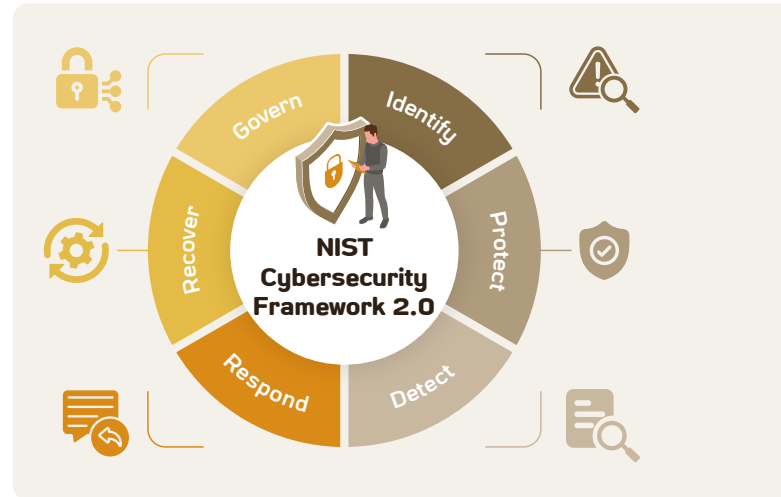 Govern
Identify
Recover
NIST
Cybersecurity
Framework 2.0
Protect
Respond
Detect